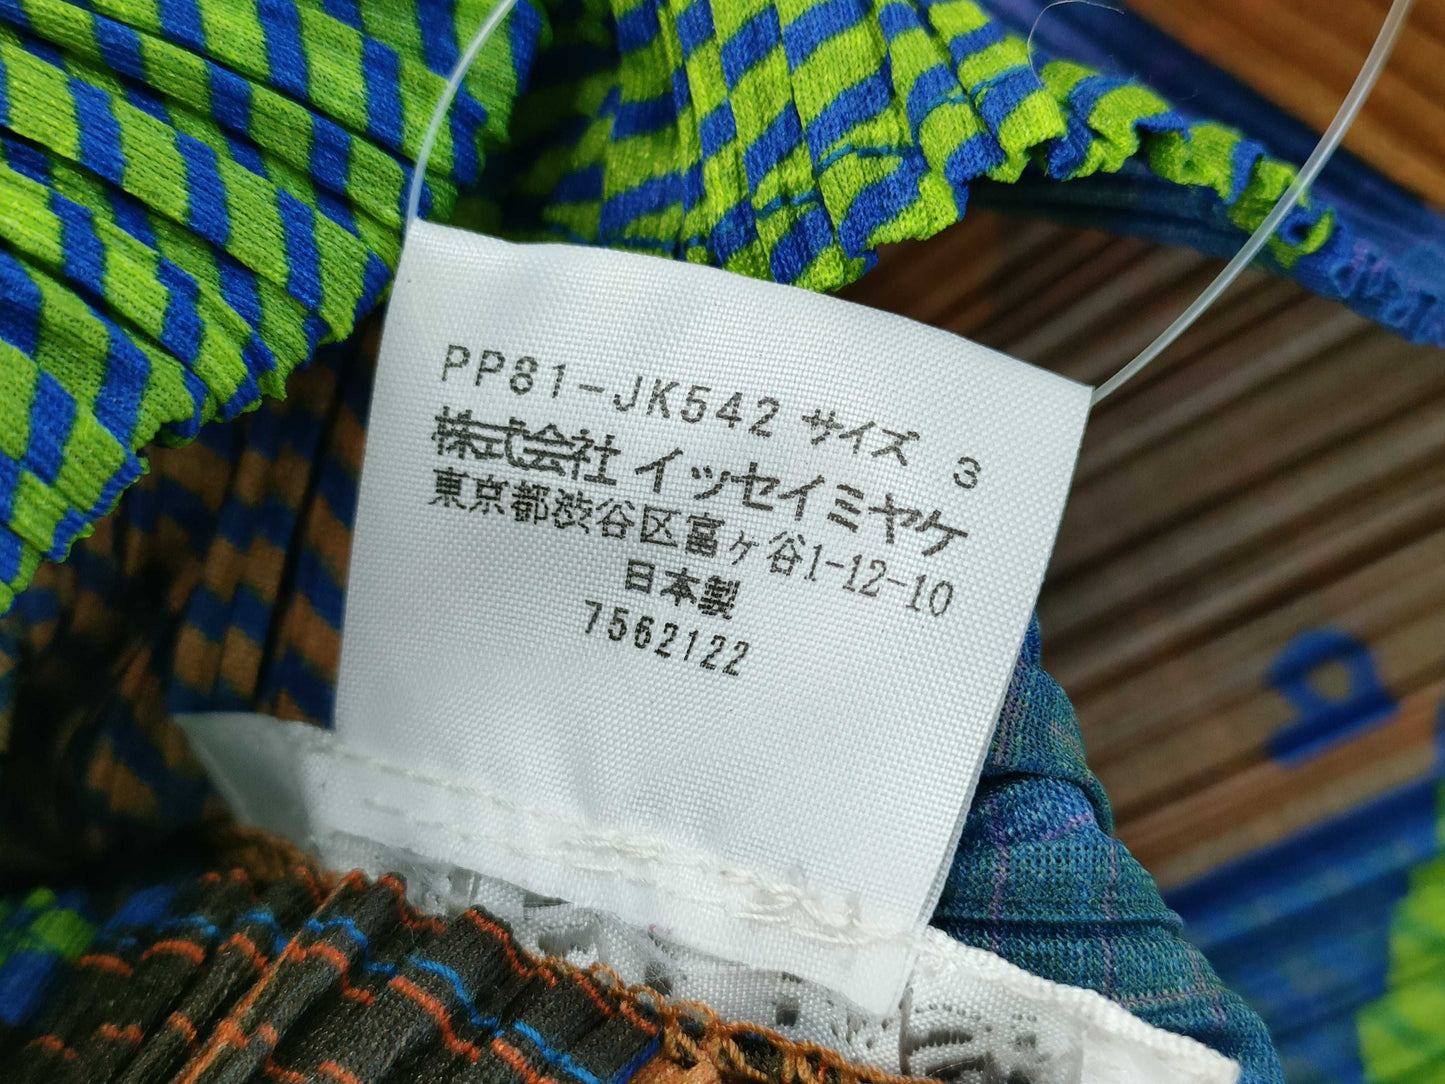 PP81-JK542 サイズ 3
株式会社 イッセイミヤケ
東京都渋谷区富ヶ谷1-12-10
日本製
7562122